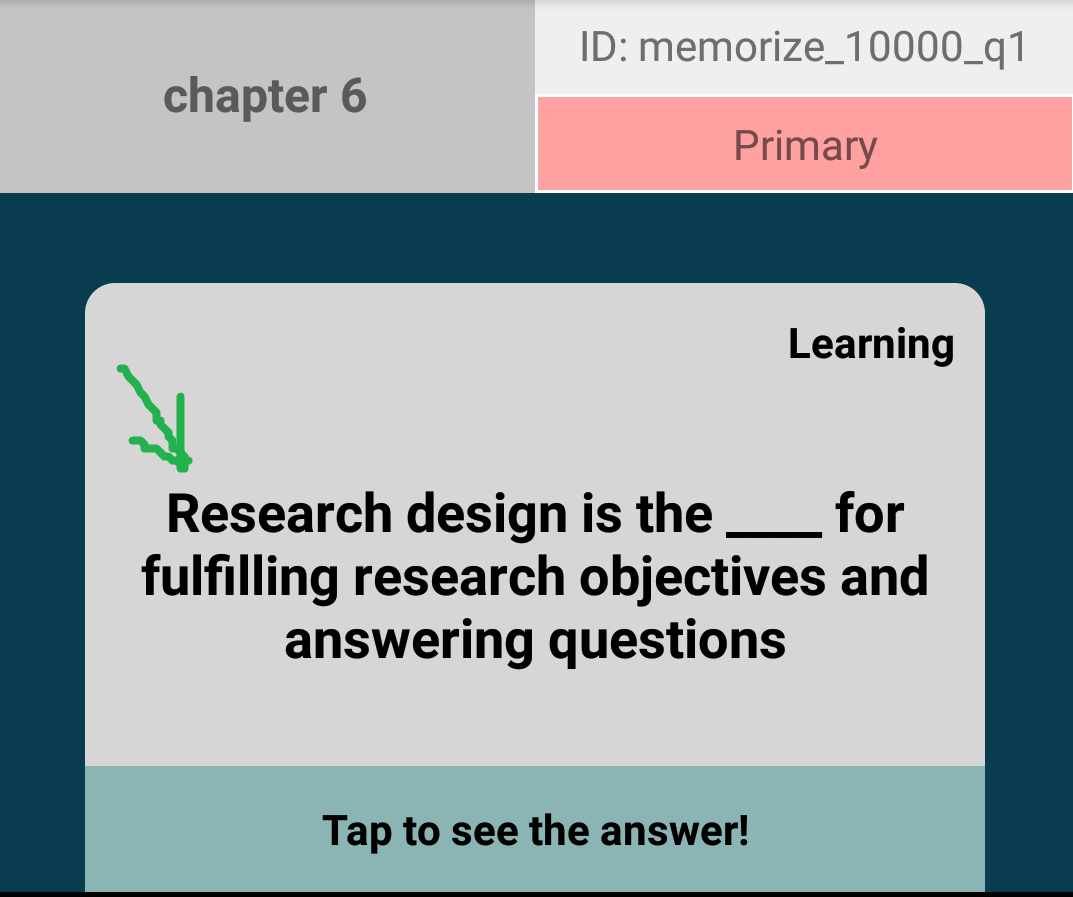 chapter 6
ID: memorize_10000_q1
Primary
Learning
Research design is the ____ for
fulfilling research objectives and
answering questions
Tap to see the answer!